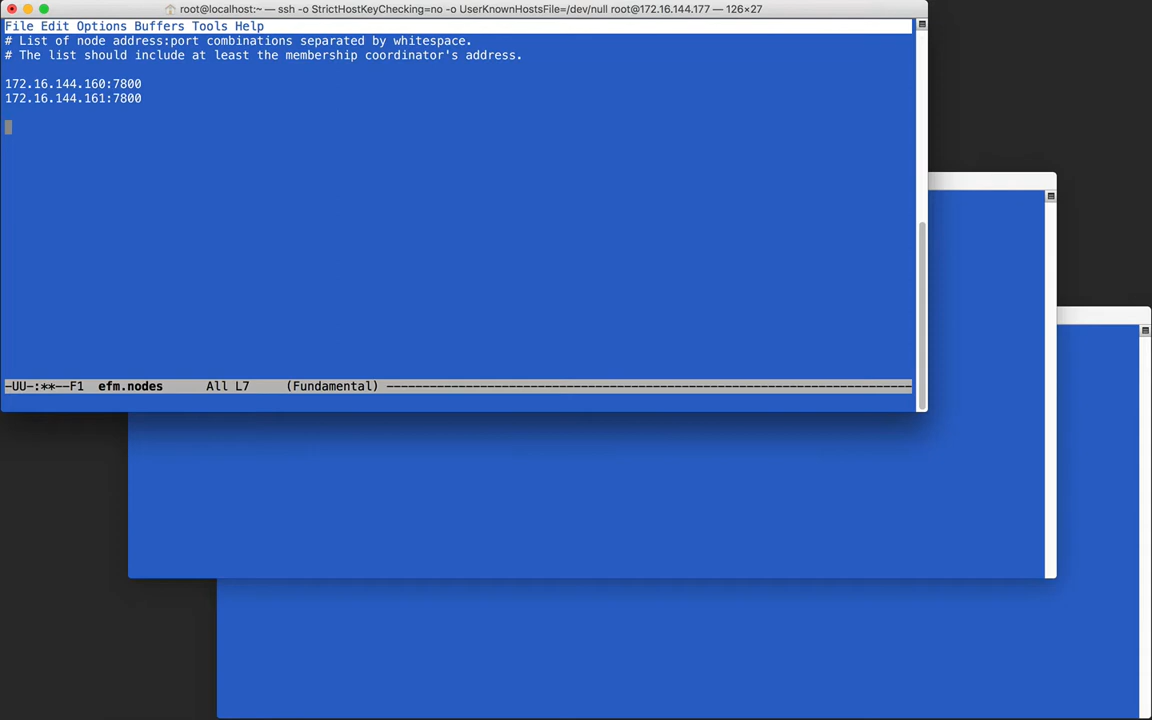 root@localhost:~ — ssh -o StrictHostKeyChecking=no -o UserKnownHostsFile=/dev/null root@172.16.144.177 — 126×27
File Edit Options Buffers Tools Help
# List of node address:port combinations separated by whitespace.
# The list should include at least the membership coordinator's address.
172.16.144.160:7800
172.16.144.161:7800
-UU-:**--F1  efm.nodes      All L7     (Fundamental) -------------------------------------------------------------------------